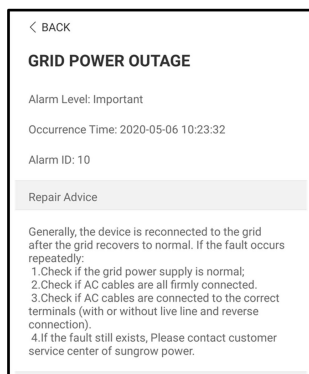 < BACK
GRID POWER OUTAGE
Alarm Level: Important
Occurrence Time: 2020-05-06 10:23:32
Alarm ID: 10
Repair Advice
Generally, the device is reconnected to the grid
after the grid recovers to normal. If the fault occurs
repeatedly:
1.Check if the grid power supply is normal;
2.Check if AC cables are all firmly connected.
3.Check if AC cables are connected to the correct
terminals (with or without live line and reverse
connection).
4.If the fault still exists, Please contact customer
service center of sungrow power.